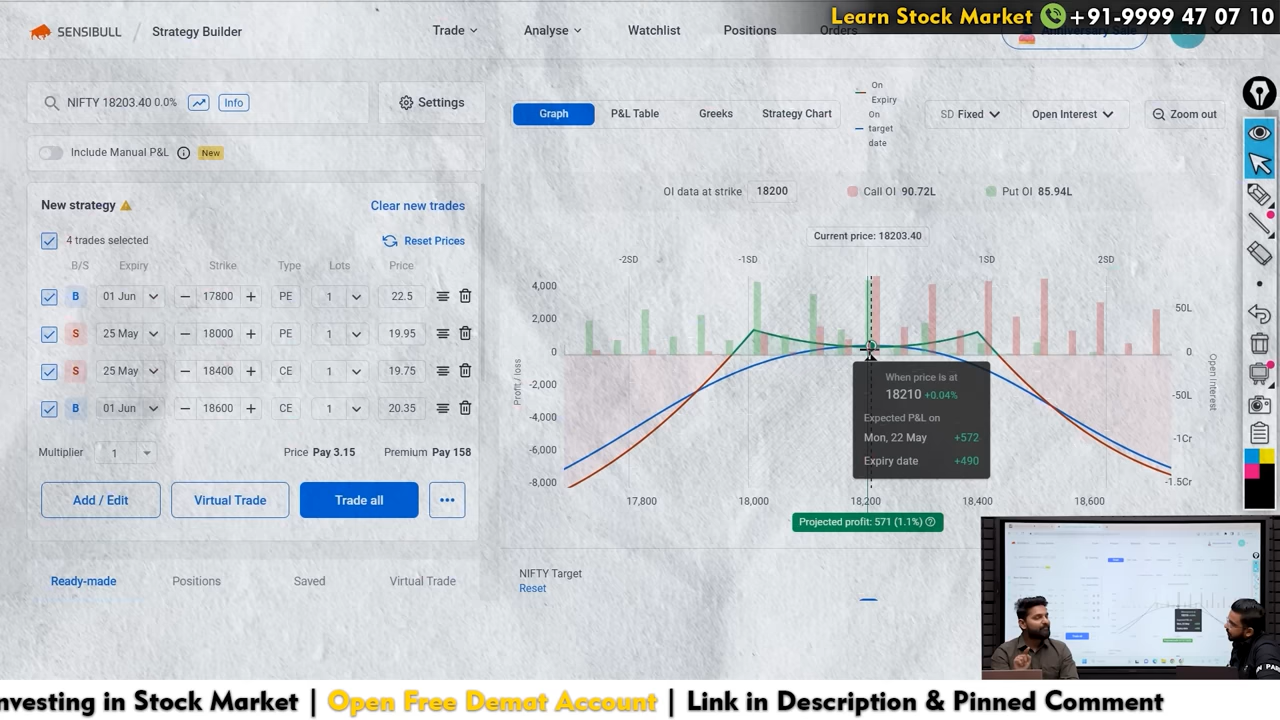 Learn Stock Market +91-9999 47 07 10
SENSIBULL / Strategy Builder
Trade Analyse Watchlist Positions Orders Anniversary Sale
NIFTY 18203.40 0.0% Info
Settings
Include Manual P&L New
New strategy
Clear new trades
4 trades selected
Reset Prices
B/S Expiry Strike Type Lots Price
B 01 Jun − 17800 + PE 1 22.5
S 25 May − 18000 + PE 1 19.95
S 25 May − 18400 + CE 1 19.75
B 01 Jun − 18600 + CE 1 20.35
Multiplier 1 Price Pay 3.15 Premium Pay 158
Add / Edit Virtual Trade Trade all •••
Ready-made Positions Saved Virtual Trade
Graph P&L Table Greeks Strategy Chart
On
Expiry
On
target
date
SD Fixed Open Interest Zoom out
OI data at strike 18200 Call OI 90.72L Put OI 85.94L
Current price: 18203.40
-2SD -1SD 1SD 2SD
4,000
2,000
0
-2,000
-4,000
-6,000
-8,000
Profit / loss
50L
0
-50L
-1Cr
-1.5Cr
Open Interest
When price is at
18210 +0.04%
Expected P&L on
Mon, 22 May +572
Expiry date +490
17,800 18,000 18,200 18,400 18,600
Projected profit: 571 (1.1%)
NIFTY Target
Reset
nvesting in Stock Market | Open Free Demat Account | Link in Description & Pinned Comment